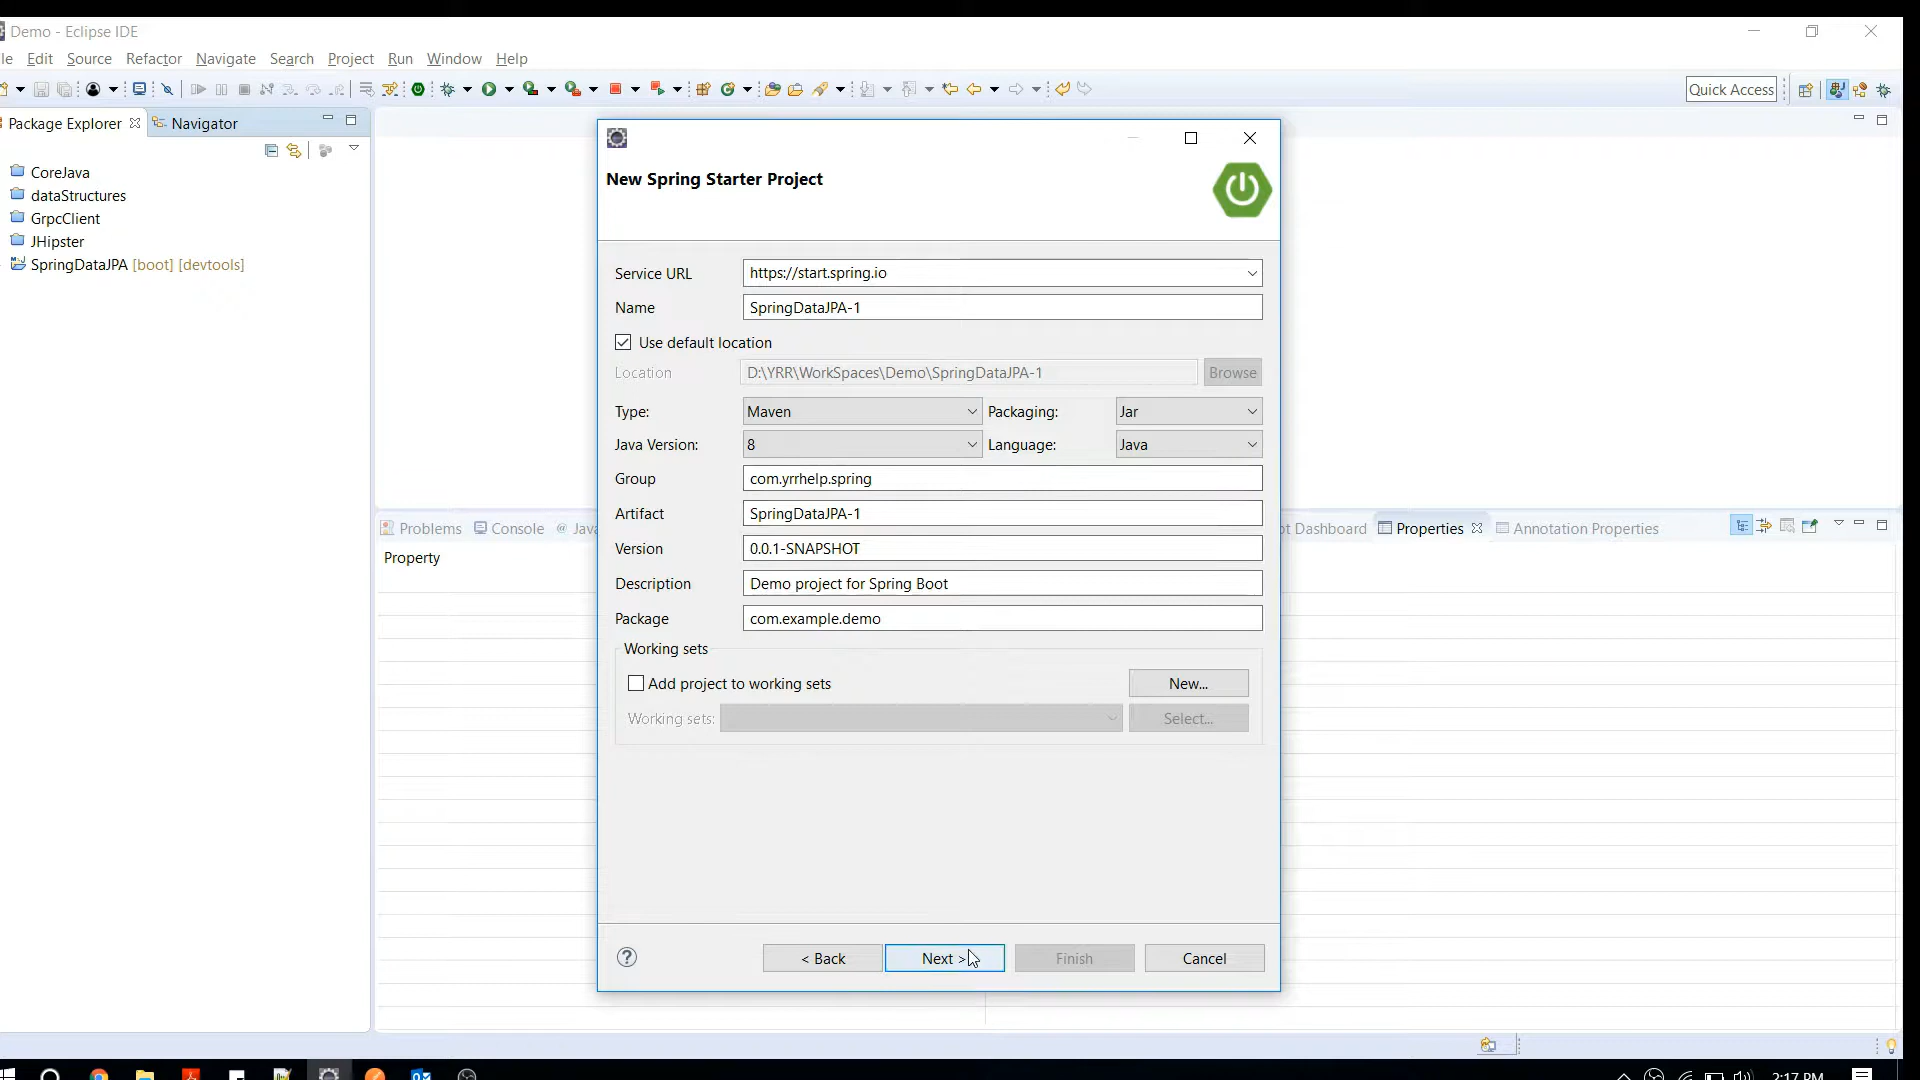 Demo - Eclipse IDE
le Edit Source Refactor Navigate Search Project Run Window Help
Quick Access
Package Explorer Navigator
CoreJava
dataStructures
GrpcClient
JHipster
SpringDataJPA [boot] [devtools]
New Spring Starter Project
Service URL https://start.spring.io
Name SpringDataJPA-1
Use default location
Location D:\YRR\WorkSpaces\Demo\SpringDataJPA-1 Browse
Type: Maven Packaging: Jar
Java Version: 8 Language: Java
Group com.yrrhelp.spring
Artifact SpringDataJPA-1
Version 0.0.1-SNAPSHOT
Description Demo project for Spring Boot
Package com.example.demo
Working sets
Add project to working sets New...
Working sets: Select...
< Back Next > Finish Cancel
Problems Console @ Java ot Dashboard Properties Annotation Properties
Property
2:17 PM